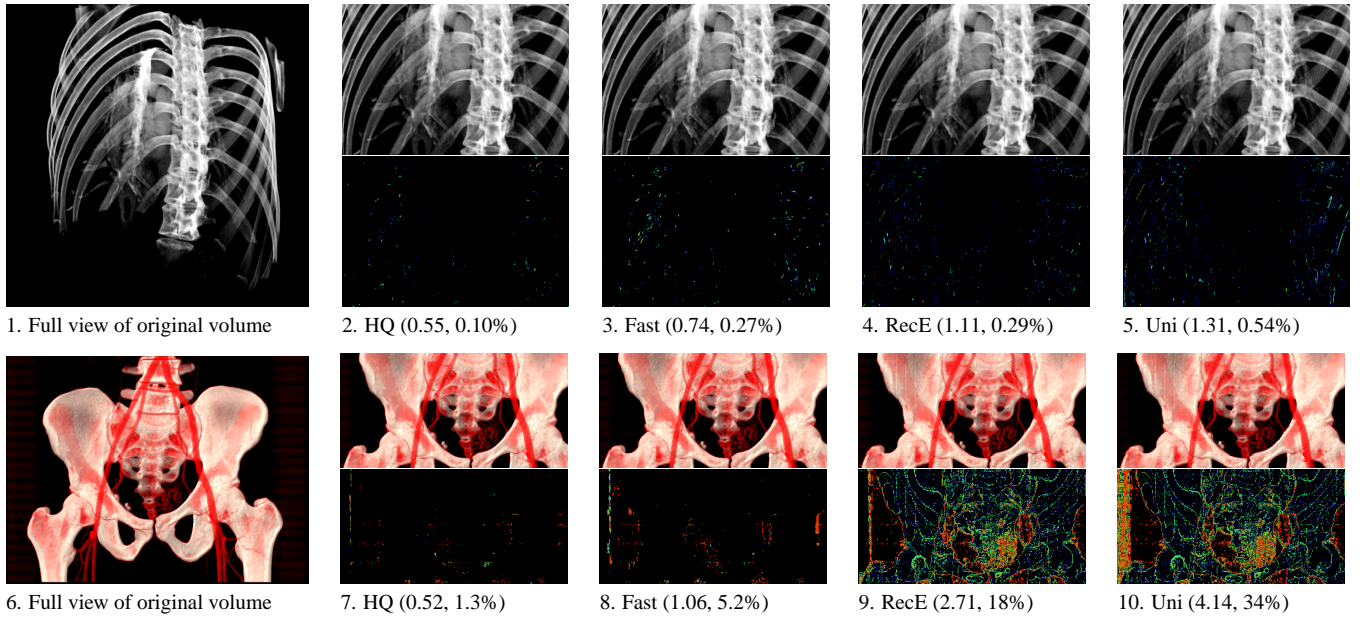 1. Full view of original volume
2. HQ (0.55, 0.10%)
3. Fast (0.74, 0.27%)
4. RecE (1.11, 0.29%)
5. Uni (1.31, 0.54%)
6. Full view of original volume
7. HQ (0.52, 1.3%)
8. Fast (1.06, 5.2%)
9. RecE (2.71, 18%)
10. Uni (4.14, 34%)